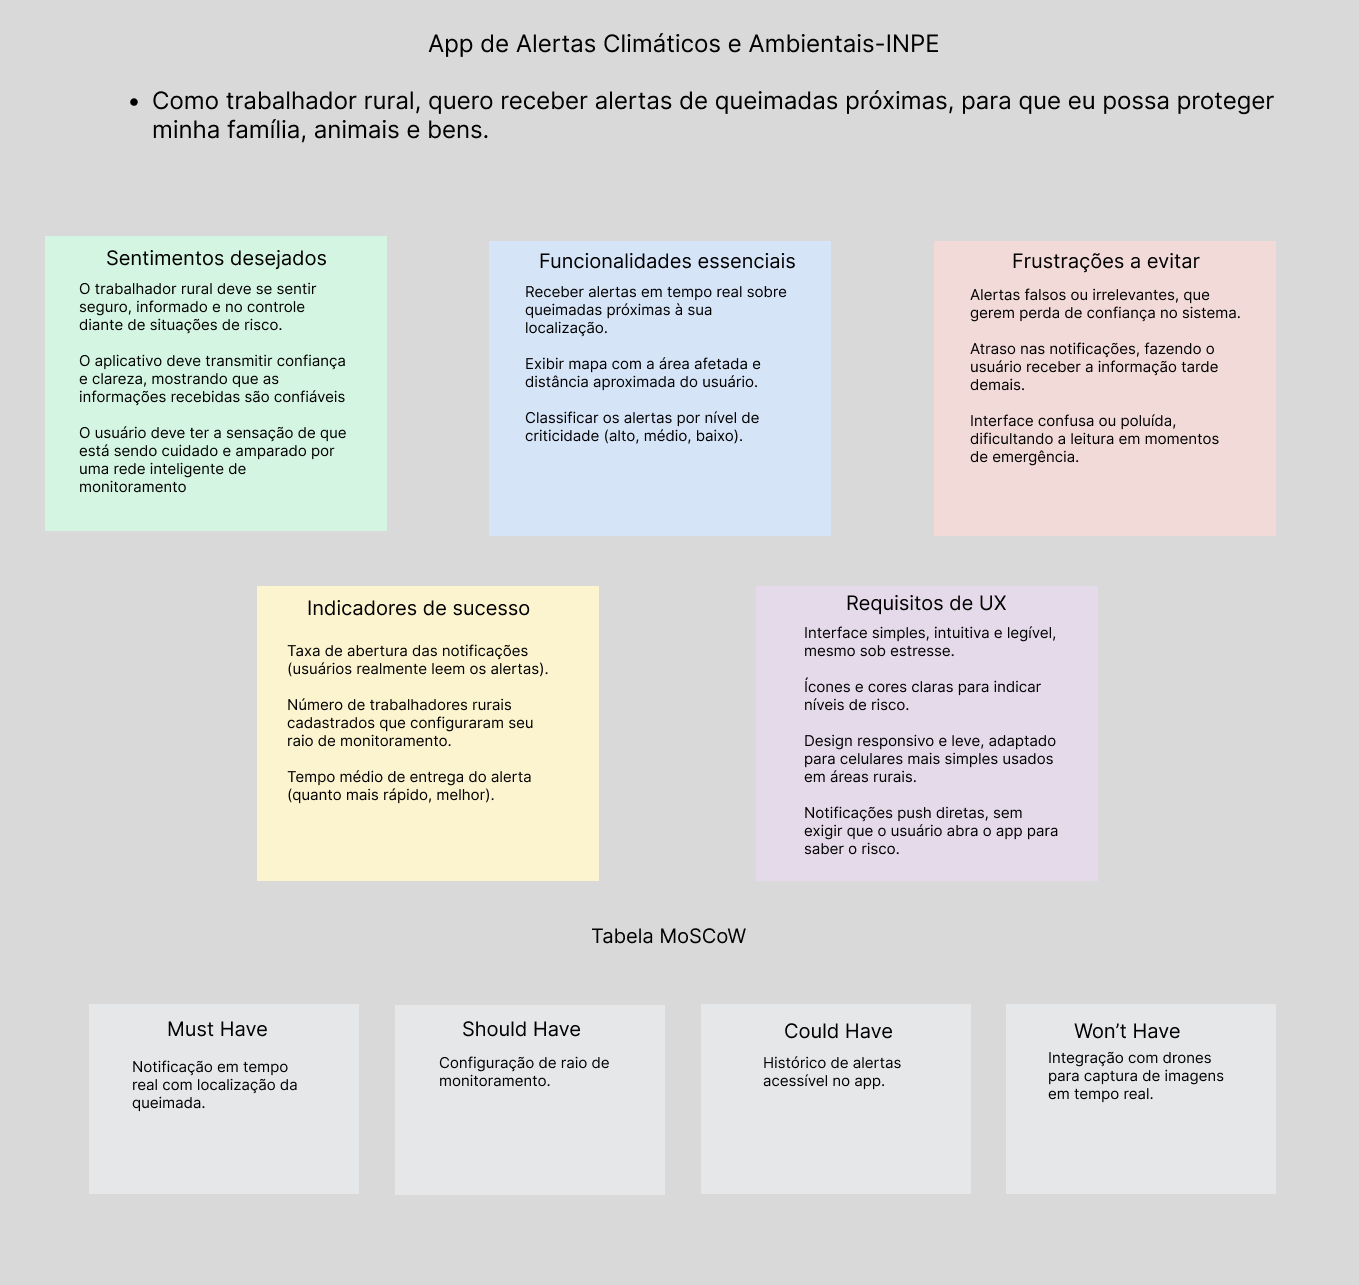 App de Alertas Climáticos e Ambientais-INPE
• Como trabalhador rural, quero receber alertas de queimadas próximas, para que eu possa proteger
minha família, animais e bens.
Sentimentos desejados
O trabalhador rural deve se sentir
seguro, informado e no controle
diante de situações de risco.
O aplicativo deve transmitir confiança
e clareza, mostrando que as
informações recebidas são confiáveis
O usuário deve ter a sensação de que
está sendo cuidado e amparado por
uma rede inteligente de
monitoramento
Funcionalidades essenciais
Receber alertas em tempo real sobre
queimadas próximas à sua
localização.
Exibir mapa com a área afetada e
distância aproximada do usuário.
Classificar os alertas por nível de
criticidade (alto, médio, baixo).
Frustrações a evitar
Alertas falsos ou irrelevantes, que
gerem perda de confiança no sistema.
Atraso nas notificações, fazendo o
usuário receber a informação tarde
demais.
Interface confusa ou poluída,
dificultando a leitura em momentos
de emergência.
Indicadores de sucesso
Taxa de abertura das notificações
(usuários realmente leem os alertas).
Número de trabalhadores rurais
cadastrados que configuraram seu
raio de monitoramento.
Tempo médio de entrega do alerta
(quanto mais rápido, melhor).
Requisitos de UX
Interface simples, intuitiva e legível,
mesmo sob estresse.
Ícones e cores claras para indicar
níveis de risco.
Design responsivo e leve, adaptado
para celulares mais simples usados
em áreas rurais.
Notificações push diretas, sem
exigir que o usuário abra o app para
saber o risco.
Tabela MoSCoW
Must Have
Notificação em tempo
real com localização da
queimada.
Should Have
Configuração de raio de
monitoramento.
Could Have
Histórico de alertas
acessível no app.
Won’t Have
Integração com drones
para captura de imagens
em tempo real.